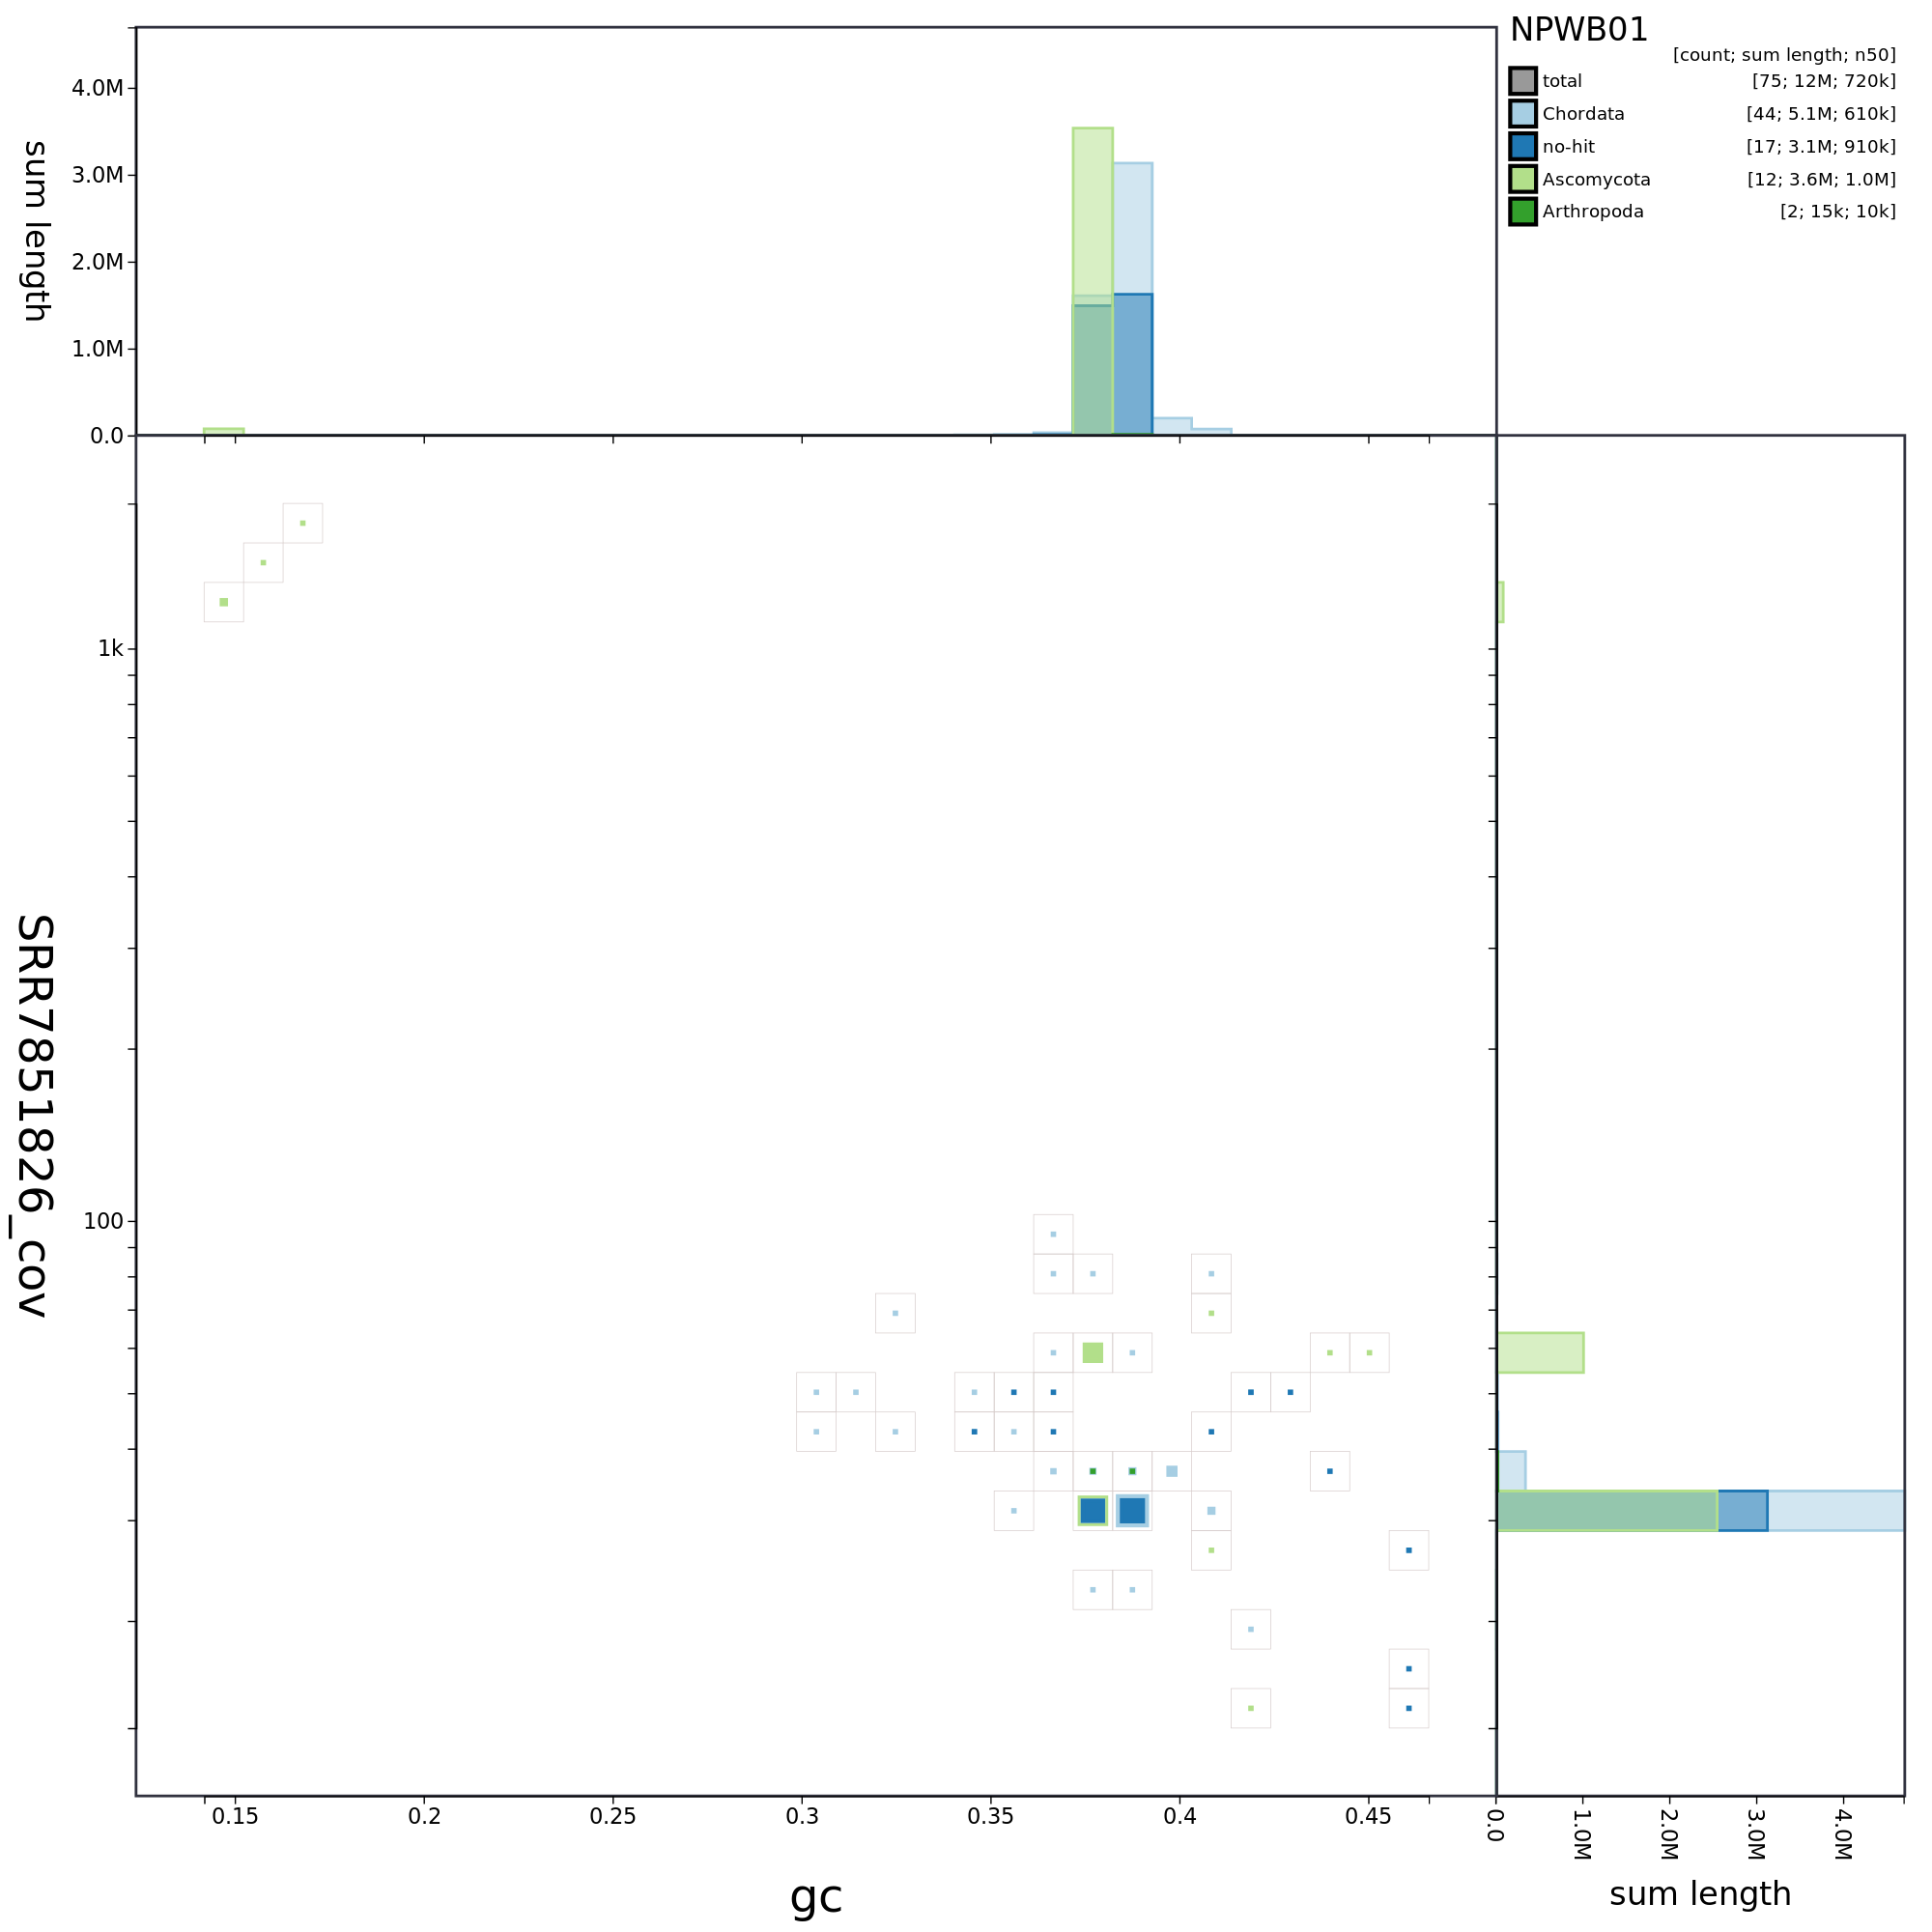 NPWB01
[count; sum length; n50]
total [75; 12M; 720k]
Chordata [44; 5.1M; 610k]
no-hit [17; 3.1M; 910k]
Ascomycota [12; 3.6M; 1.0M]
Arthropoda [2; 15k; 10k]
sum length
4.0M
3.0M
2.0M
1.0M
0.0
SRR7851826_cov
1k
100
0.15 0.2 0.25 0.3 0.35 0.4 0.45
gc
0.0 1.0M 2.0M 3.0M 4.0M
sum length